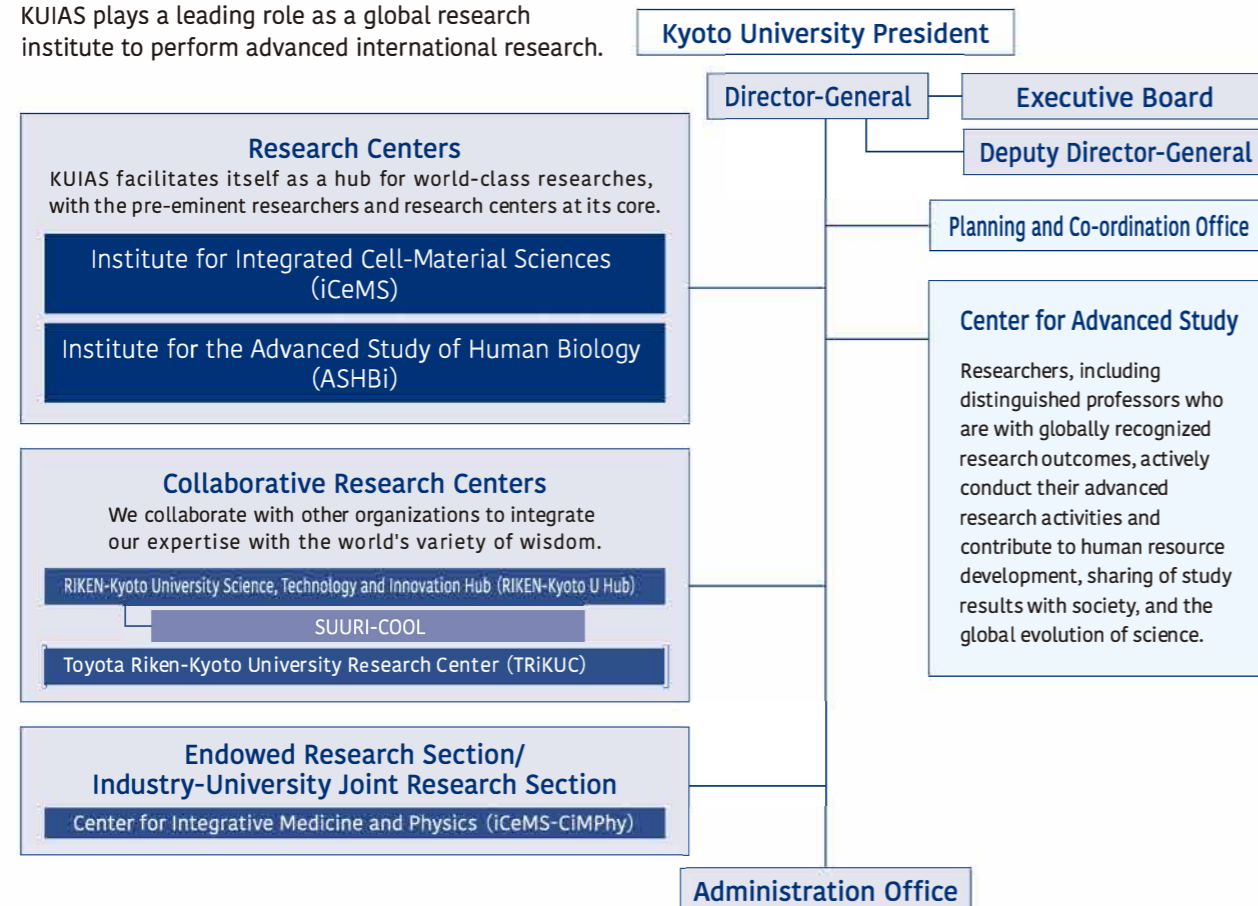 KUIAS plays a leading role as a global research
institute to perform advanced international research.
Kyoto University President
Director-General
Executive Board
Deputy Director-General
Planning and Co-ordination Office
Research Centers
KUIAS facilitates itself as a hub for world-class researches,
with the pre-eminent researchers and research centers at its core.
Institute for Integrated Cell-Material Sciences
(iCeMS)
Institute for the Advanced Study of Human Biology
(ASHBi)
Center for Advanced Study
Researchers, including
distinguished professors who
are with globally recognized
research outcomes, actively
conduct their advanced
research activities and
contribute to human resource
development, sharing of study
results with society, and the
global evolution of science.
Collaborative Research Centers
We collaborate with other organizations to integrate
our expertise with the world's variety of wisdom.
RIKEN-Kyoto University Science, Technology and Innovation Hub (RIKEN-Kyoto U Hub)
SUURI-COOL
Toyota Riken-Kyoto University Research Center (TRiKUC)
Endowed Research Section/
Industry-University Joint Research Section
Center for Integrative Medicine and Physics (iCeMS-CiMPhy)
Administration Office